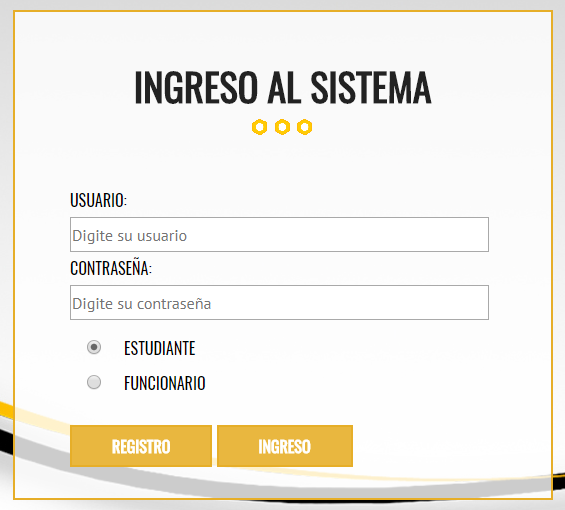 INGRESO AL SISTEMA
USUARIO:
Digite su usuario
CONTRASEÑA:
Digite su contraseña
ESTUDIANTE
FUNCIONARIO
REGISTRO INGRESO